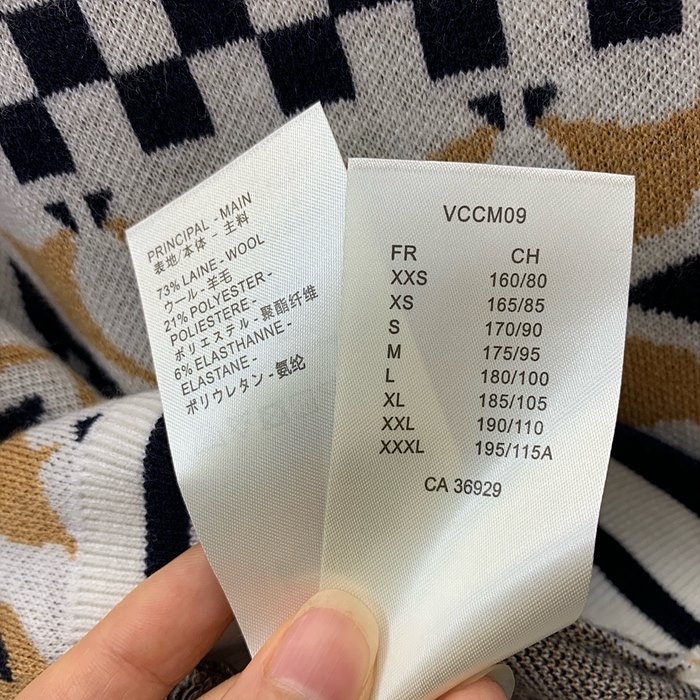 PRINCIPAL - MAIN
表地/本体 - 主料
73% LAINE - WOOL
ウール - 羊毛
21% POLYESTER -
POLIESTERE -
ポリエステル - 聚酯纤维
6% ELASTHANNE -
ELASTANE -
ポリウレタン - 氨纶
VCCM09
FR CH
XXS 160/80
XS 165/85
S 170/90
M 175/95
L 180/100
XL 185/105
XXL 190/110
XXXL 195/115A
CA 36929